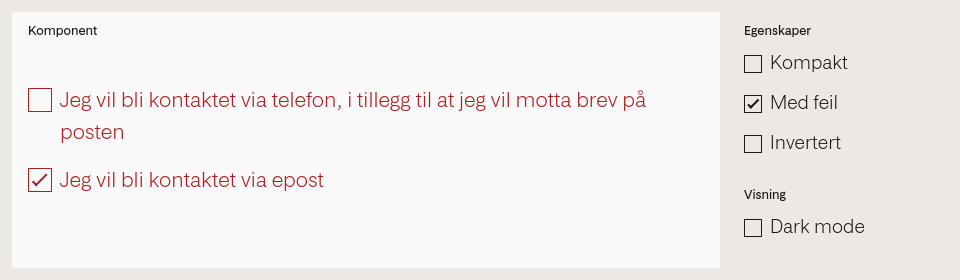 Komponent
Jeg vil bli kontaktet via telefon, i tillegg til at jeg vil motta brev på
posten
Jeg vil bli kontaktet via epost
Egenskaper
Kompakt
Med feil
Invertert
Visning
Dark mode